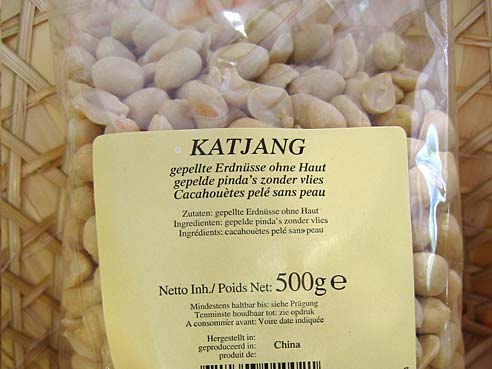 KATJANG
gepellte Erdnüsse ohne Haut
gepelde pinda's zonder vlies
Cacahouètes pelé sans peau
Zutaten: gepellte Erdnüsse ohne Haut
Ingredienten: gepelde pinda's zonder vlies
Ingrédients: cacahouètes pelé sans peau
Netto Inh./ Poids Net: 500g e
Mindestens haltbar bis: siehe Prägung
Tenminste houdbaar tot: zie opdruk
A consommer avant: Voire date indiquée
Hergestellt in:
geproduceerd in: China
produit de: